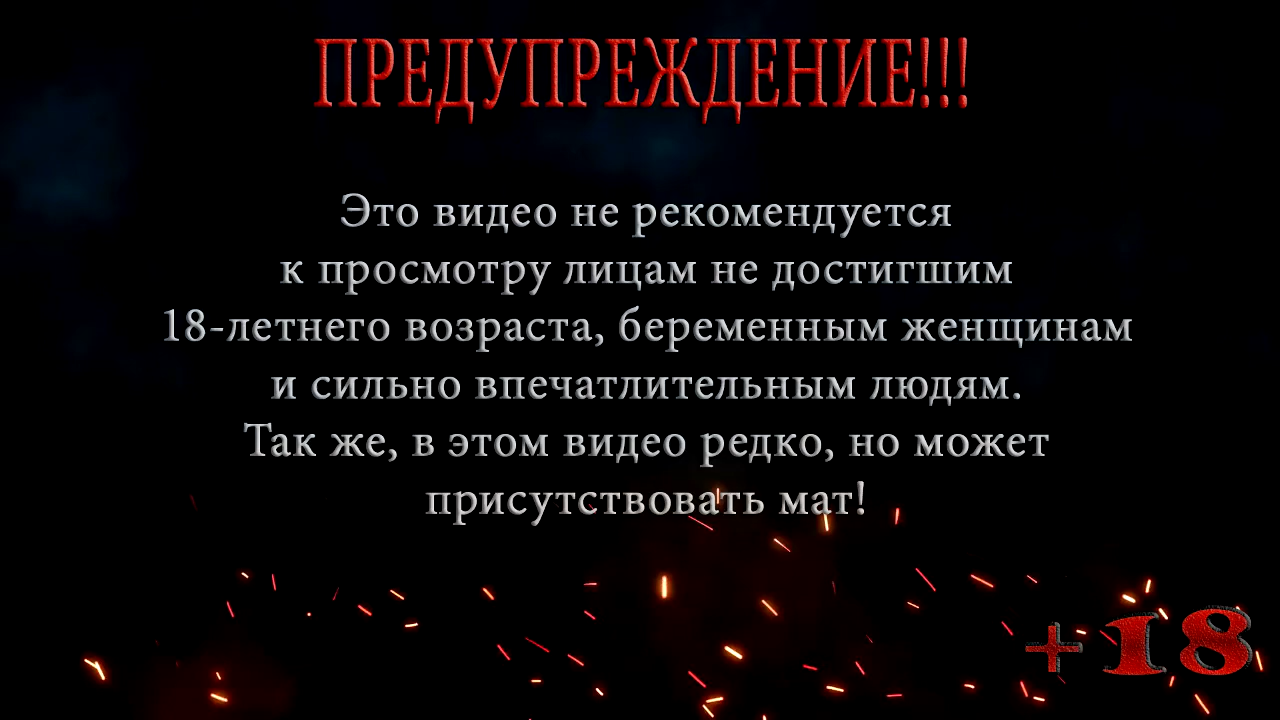 ПРЕДУПРЕЖДЕНИЕ!!!
Это видео не рекомендуется
к просмотру лицам не достигшим
18-летнего возраста, беременным женщинам
и сильно впечатлительным людям.
Так же, в этом видео редко, но может
присутствовать мат!
+18